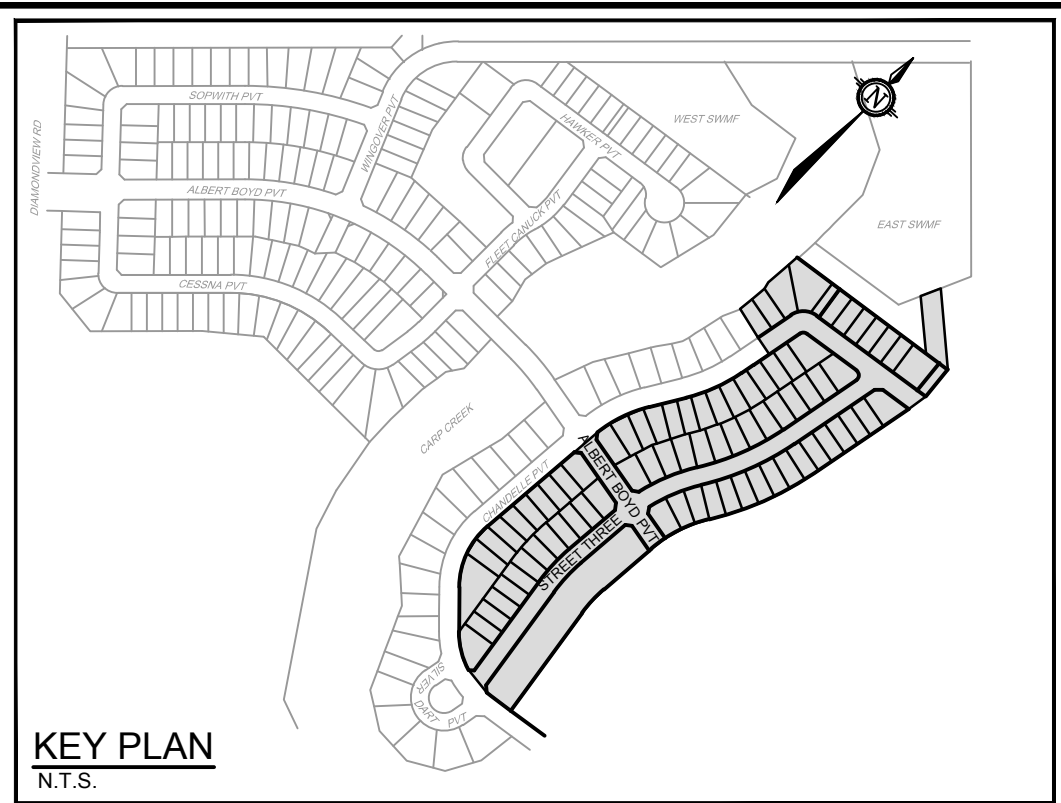 SOPWITH PVT
WINGOVER PVT
HAWKER PVT
WEST SWMF
N
DIAMONDVIEW RD
ALBERT BOYD PVT
FLEET CANUCK PVT
EAST SWMF
CESSNA PVT
CARP CREEK
CHANDELLE PVT
ALBERT BOYD PVT
STREET THREE
SILVER
DART PVT
KEY PLAN
N.T.S.